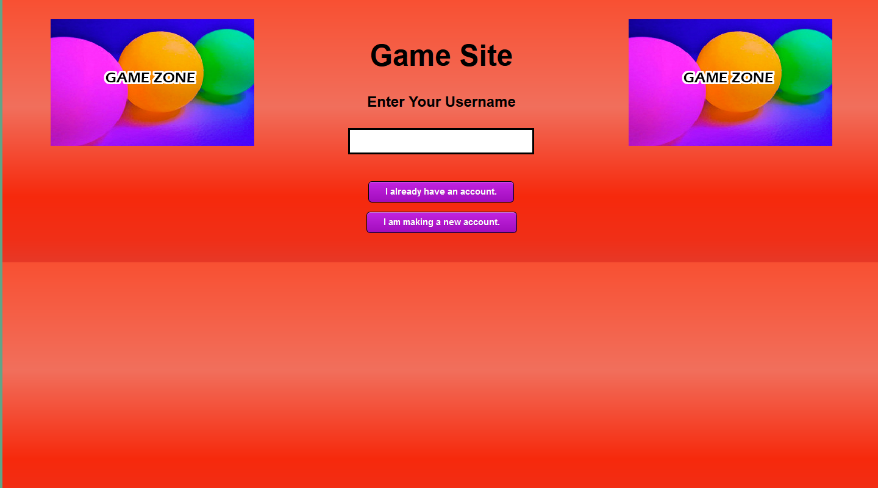 GAME ZONE
Game Site
GAME ZONE
Enter Your Username
I already have an account.
I am making a new account.